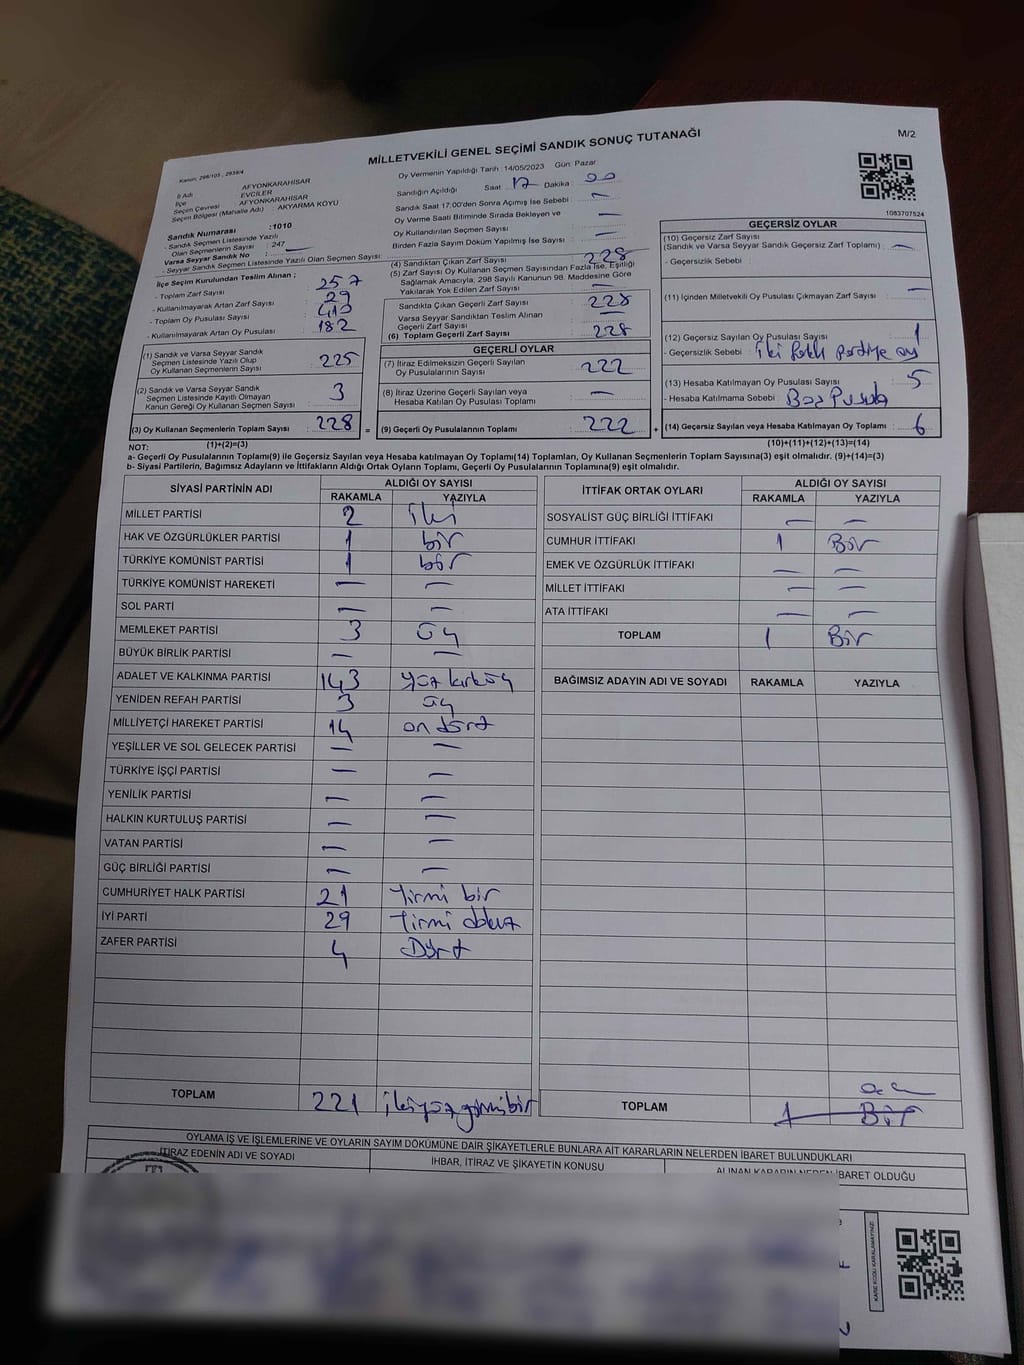 MİLLETVEKİLİ GENEL SEÇİMİ SANDIK SONUÇ TUTANAĞI
M/2
Kanun; 298/105 , 2839/4
Oy Vermenin Yapıldığı Tarih : 14/05/2023 Gün: Pazar
İl Adı AFYONKARAHİSAR
İlçe EVCİLER
Seçim Çevresi AFYONKARAHİSAR
Seçim Bölgesi (Mahalle Adı) : AKYARMA KÖYÜ
Sandık Numarası :1010
- Sandık Seçmen Listesinde Yazılı
Olan Seçmenlerin Sayısı : 247
Varsa Seyyar Sandık No :
- Seyyar Sandık Seçmen Listesinde Yazılı Olan Seçmen Sayısı: —
Sandığın Açıldığı Saat 17 Dakika 00
Sandık Saat 17:00'den Sonra Açılmış İse Sebebi : —
Oy Verme Saati Bitiminde Sırada Bekleyen ve
Oy Kullandırılan Seçmen Sayısı : —
Birden Fazla Sayım Döküm Yapılmış İse Sayısı : —
1083707524
İlçe Seçim Kurulundan Teslim Alınan ;
- Toplam Zarf Sayısı : 257
- Kullanılmayarak Artan Zarf Sayısı : 29
- Toplam Oy Pusulası Sayısı : 410
- Kullanılmayarak Artan Oy Pusulası : 182
(1) Sandık ve Varsa Seyyar Sandık
Seçmen Listesinde Yazılı Olup
Oy Kullanan Seçmenlerin Sayısı : 225
(2) Sandık ve Varsa Seyyar Sandık
Seçmen Listesinde Kayıtlı Olmayan
Kanun Gereği Oy Kullanan Seçmen Sayısı : 3
(3) Oy Kullanan Seçmenlerin Toplam Sayısı : 228 =
(1)+(2)=(3)
(4) Sandıktan Çıkan Zarf Sayısı : 228
(5) Zarf Sayısı Oy Kullanan Seçmen Sayısından Fazla İse, Eşitliği
Sağlamak Amacıyla, 298 Sayılı Kanunun 98. Maddesine Göre
Yakılarak Yok Edilen Zarf Sayısı : —
Sandıkta Çıkan Geçerli Zarf Sayısı : 228
Varsa Seyyar Sandıktan Teslim Alınan
Geçerli Zarf Sayısı : —
(6) Toplam Geçerli Zarf Sayısı : 228
GEÇERLİ OYLAR
(7) İtiraz Edilmeksizin Geçerli Sayılan
Oy Pusulalarının Sayısı : 222
(8) İtiraz Üzerine Geçerli Sayılan veya
Hesaba Katılan Oy Pusulası Toplamı : —
(9) Geçerli Oy Pusulalarının Toplamı : 222 +
GEÇERSİZ OYLAR
(10) Geçersiz Zarf Sayısı
(Sandık ve Varsa Seyyar Sandık Geçersiz Zarf Toplamı) : —
- Geçersizlik Sebebi :
(11) İçinden Milletvekili Oy Pusulası Çıkmayan Zarf Sayısı : —
(12) Geçersiz Sayılan Oy Pusulası Sayısı : 1
- Geçersizlik Sebebi : iki farklı partiye oy
(13) Hesaba Katılmayan Oy Pusulası Sayısı : 5
- Hesaba Katılmama Sebebi : Boş Pusula
(14) Geçersiz Sayılan veya Hesaba Katılmayan Oy Toplamı : 6
(10)+(11)+(12)+(13)=(14)
NOT:
a- Geçerli Oy Pusulalarının Toplamı(9) ile Geçersiz Sayılan veya Hesaba katılmayan Oy Toplamı(14) Toplamları, Oy Kullanan Seçmenlerin Toplam Sayısına(3) eşit olmalıdır. (9)+(14)=(3)
b- Siyasi Partilerin, Bağımsız Adayların ve İttifakların Aldığı Ortak Oyların Toplamı, Geçerli Oy Pusulalarının Toplamına(9) eşit olmalıdır.
SİYASİ PARTİNİN ADI ALDIĞI OY SAYISI
RAKAMLA YAZIYLA
MİLLET PARTİSİ 2 iki
HAK VE ÖZGÜRLÜKLER PARTİSİ 1 bir
TÜRKİYE KOMÜNİST PARTİSİ 1 bir
TÜRKİYE KOMÜNİST HAREKETİ — —
SOL PARTİ — —
MEMLEKET PARTİSİ 3 üç
BÜYÜK BİRLİK PARTİSİ — —
ADALET VE KALKINMA PARTİSİ 143 yüz kırküç
YENİDEN REFAH PARTİSİ 3 üç
MİLLİYETÇİ HAREKET PARTİSİ 14 on dört
YEŞİLLER VE SOL GELECEK PARTİSİ — —
TÜRKİYE İŞÇİ PARTİSİ — —
YENİLİK PARTİSİ — —
HALKIN KURTULUŞ PARTİSİ — —
VATAN PARTİSİ — —
GÜÇ BİRLİĞİ PARTİSİ — —
CUMHURİYET HALK PARTİSİ 21 Yirmi bir
İYİ PARTİ 29 Yirmi dokuz
ZAFER PARTİSİ 4 Dört
TOPLAM 221 ikiyüzyirmibir
İTTİFAK ORTAK OYLARI ALDIĞI OY SAYISI
RAKAMLA YAZIYLA
SOSYALİST GÜÇ BİRLİĞİ İTTİFAKI — —
CUMHUR İTTİFAKI 1 Bir
EMEK VE ÖZGÜRLÜK İTTİFAKI — —
MİLLET İTTİFAKI — —
ATA İTTİFAKI — —
TOPLAM 1 Bir
BAĞIMSIZ ADAYIN ADI VE SOYADI RAKAMLA YAZIYLA
TOPLAM 1 Bir
OYLAMA İŞ VE İŞLEMLERİNE VE OYLARIN SAYIM DÖKÜMÜNE DAİR ŞİKAYETLERLE BUNLARA AİT KARARLARIN NELERDEN İBARET BULUNDUKLARI
İTİRAZ EDENİN ADI VE SOYADI
İHBAR, İTİRAZ VE ŞİKAYETİN KONUSU
ALINAN KARARIN NEDEN İBARET OLDUĞU
KARE KODU KARALAMAYINIZ!